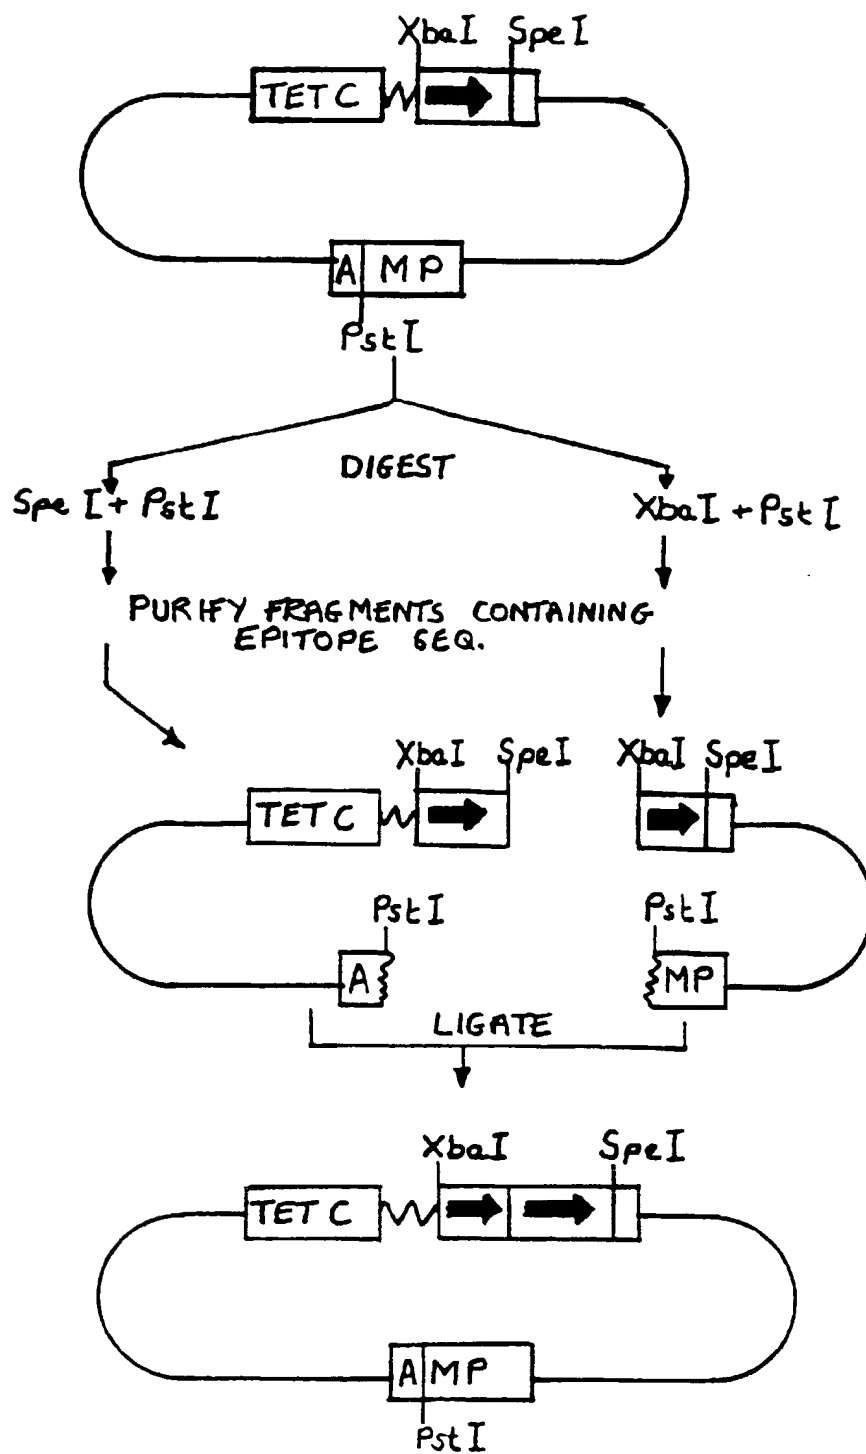 XbaI SpeI
TET C
A MP
PstI
DIGEST
SpeI + PstI XbaI + PstI
PURIFY FRAGMENTS CONTAINING
EPITOPE SEQ.
XbaI SpeI XbaI SpeI
TET C
PstI PstI
A MP
LIGATE
XbaI SpeI
TET C
A MP
PstI